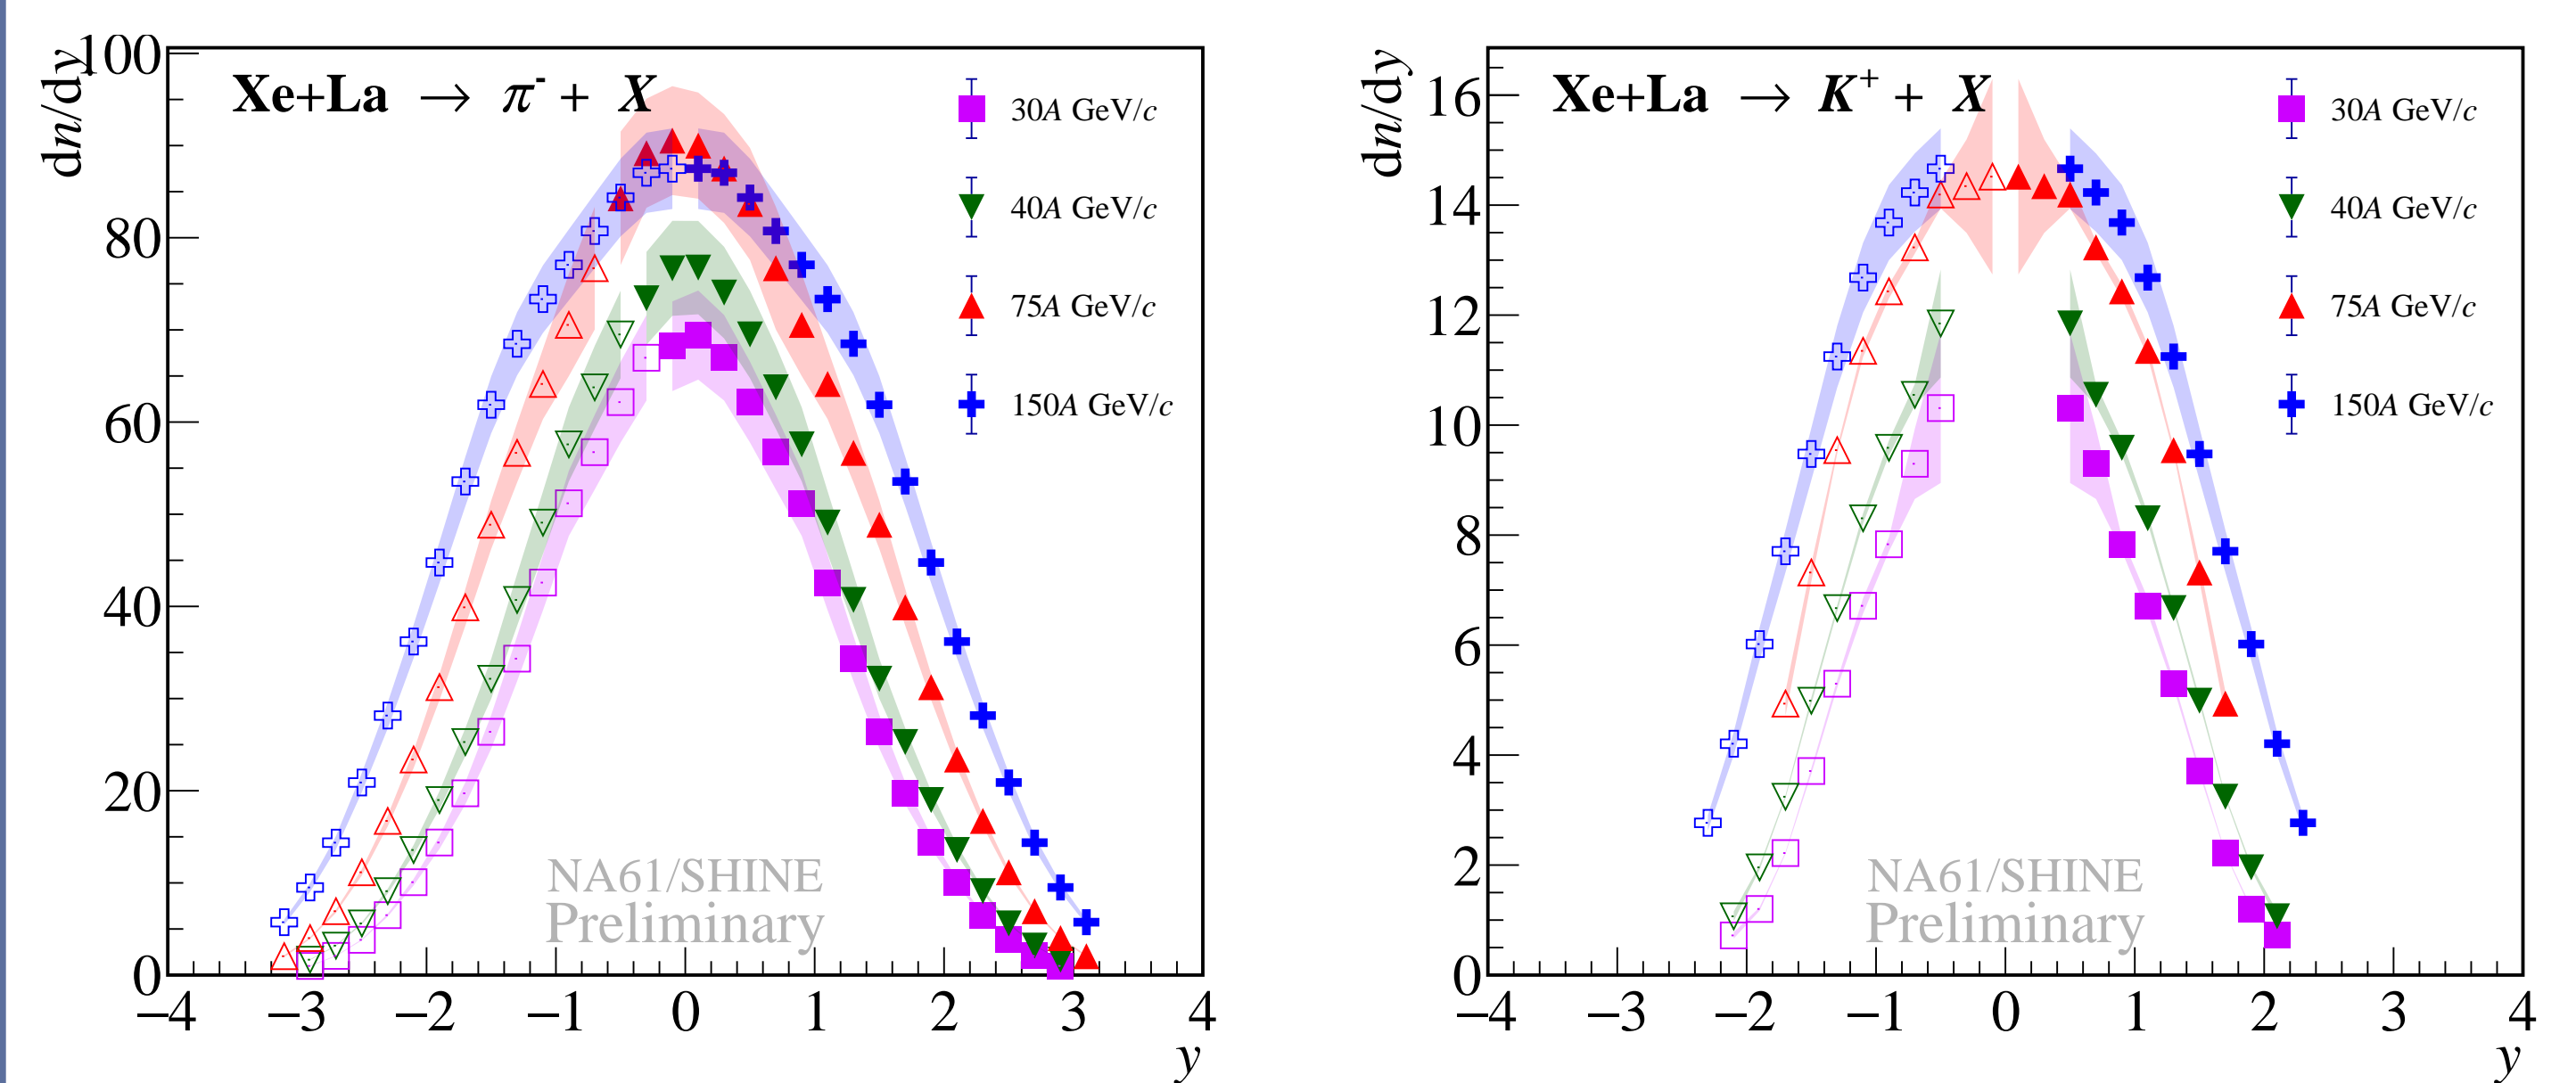 dn/dy
Xe+La → π⁻ + X
30A GeV/c
40A GeV/c
75A GeV/c
150A GeV/c
NA61/SHINE
Preliminary
100
80
60
40
20
0
−4 −3 −2 −1 0 1 2 3 4
y
dn/dy
Xe+La → K⁺ + X
30A GeV/c
40A GeV/c
75A GeV/c
150A GeV/c
NA61/SHINE
Preliminary
16
14
12
10
8
6
4
2
0
−4 −3 −2 −1 0 1 2 3 4
y